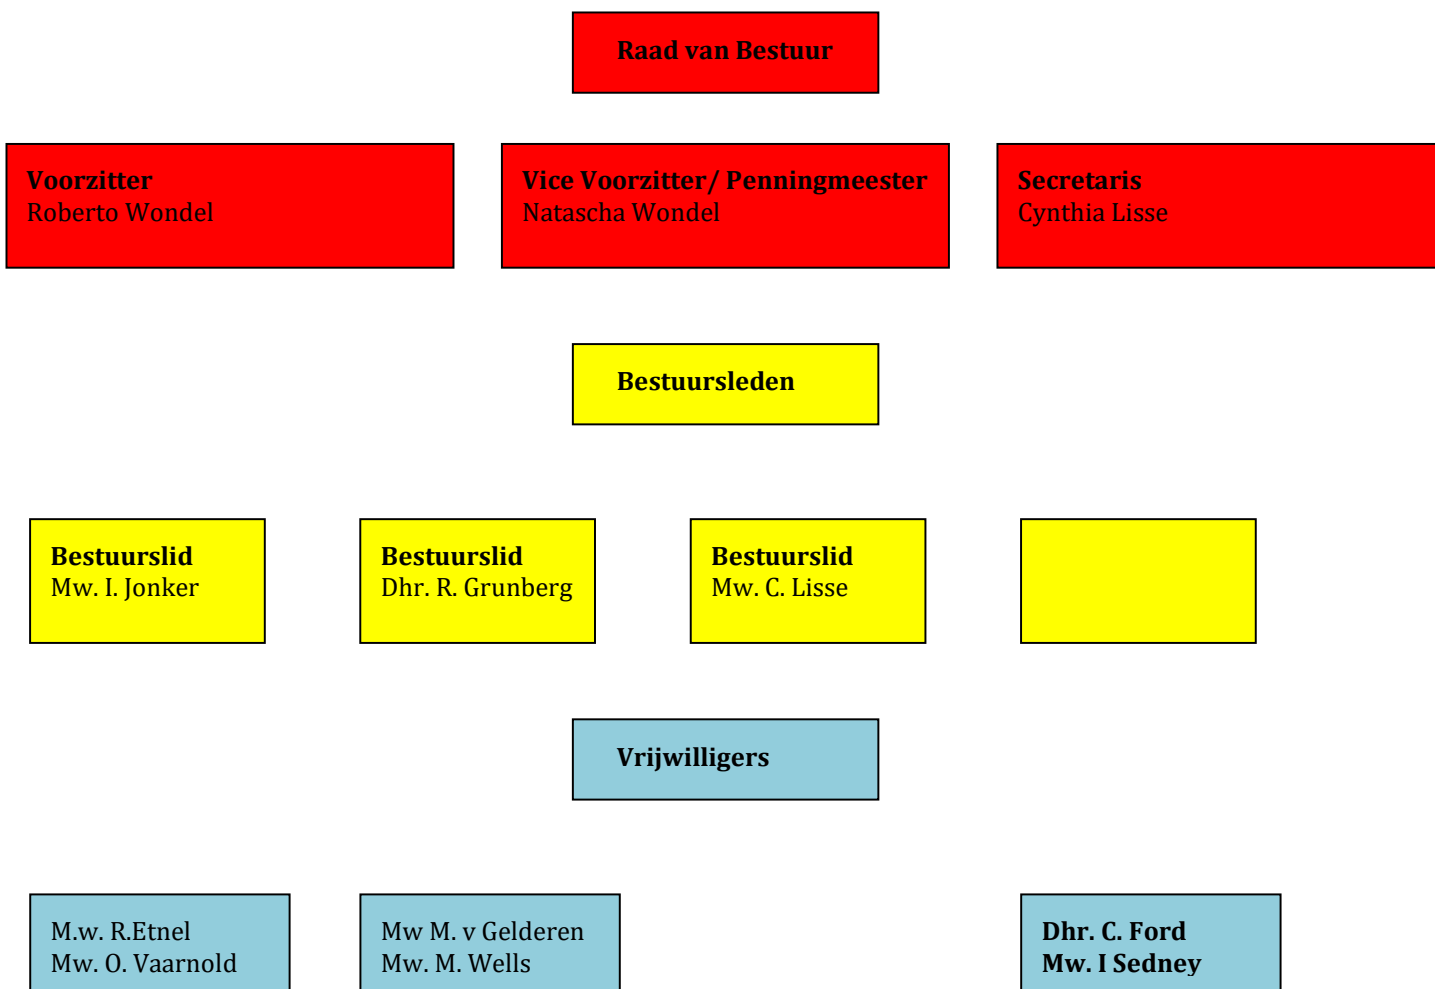 Raad van Bestuur
Voorzitter
Roberto Wondel
Vice Voorzitter/ Penningmeester
Natascha Wondel
Secretaris
Cynthia Lisse
Bestuursleden
Bestuurslid
Mw. I. Jonker
Bestuurslid
Dhr. R. Grunberg
Bestuurslid
Mw. C. Lisse
Vrijwilligers
M.w. R.Etnel
Mw. O. Vaarnold
Mw M. v Gelderen
Mw. M. Wells
Dhr. C. Ford
Mw. I Sedney